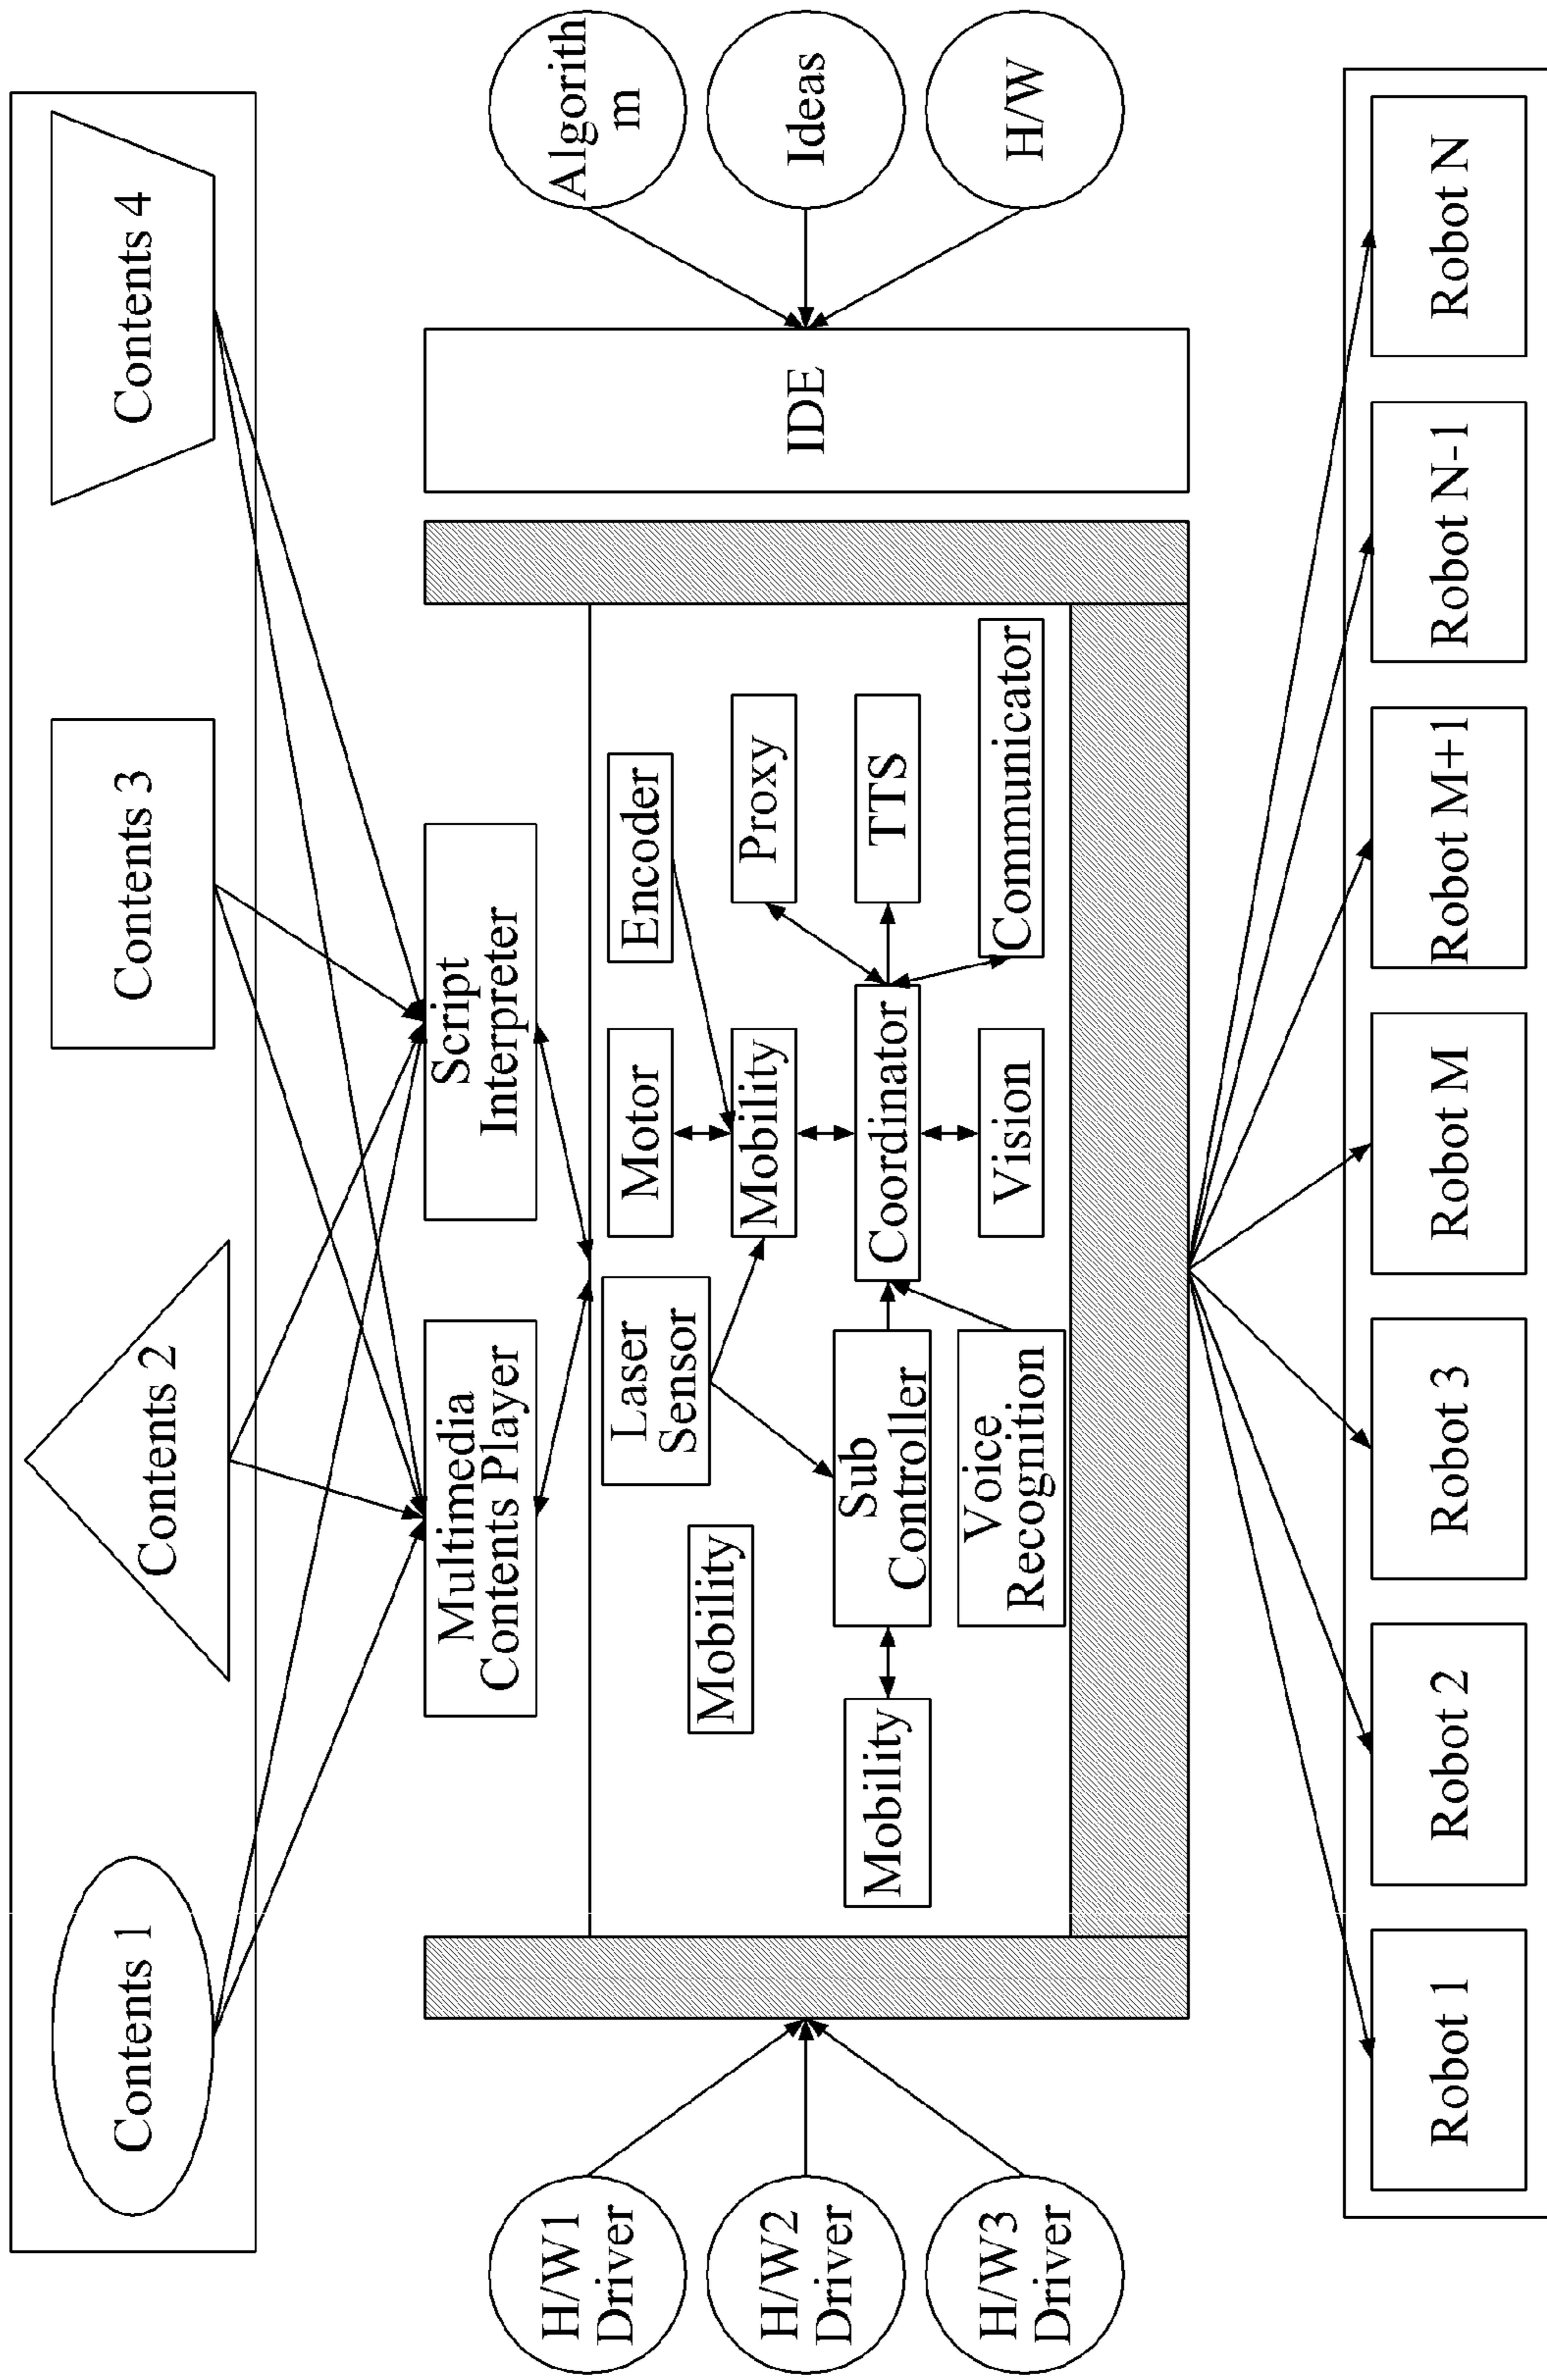 Contents 1
Contents 2
Contents 3
Contents 4
Multimedia
Contents Player
Script
Interpreter
H/W1
Driver
H/W2
Driver
H/W3
Driver
Mobility
Laser
Sensor
Motor
Encoder
Mobility
Proxy
Mobility
Sub
Controller
Coordinator
TTS
Voice
Recognition
Vision
Communicator
IDE
Algorith
m
Ideas
H/W
Robot 1
Robot 2
Robot 3
Robot M
Robot M+1
Robot N-1
Robot N